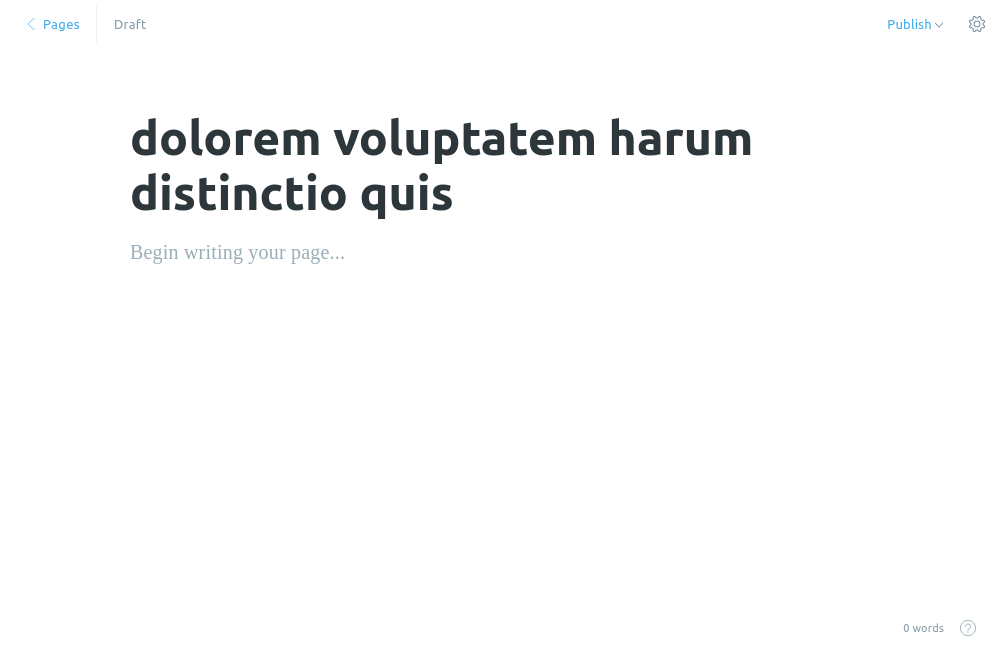 Pages
Draft
Publish
dolorem voluptatem harum
distinctio quis
Begin writing your page...
0 words